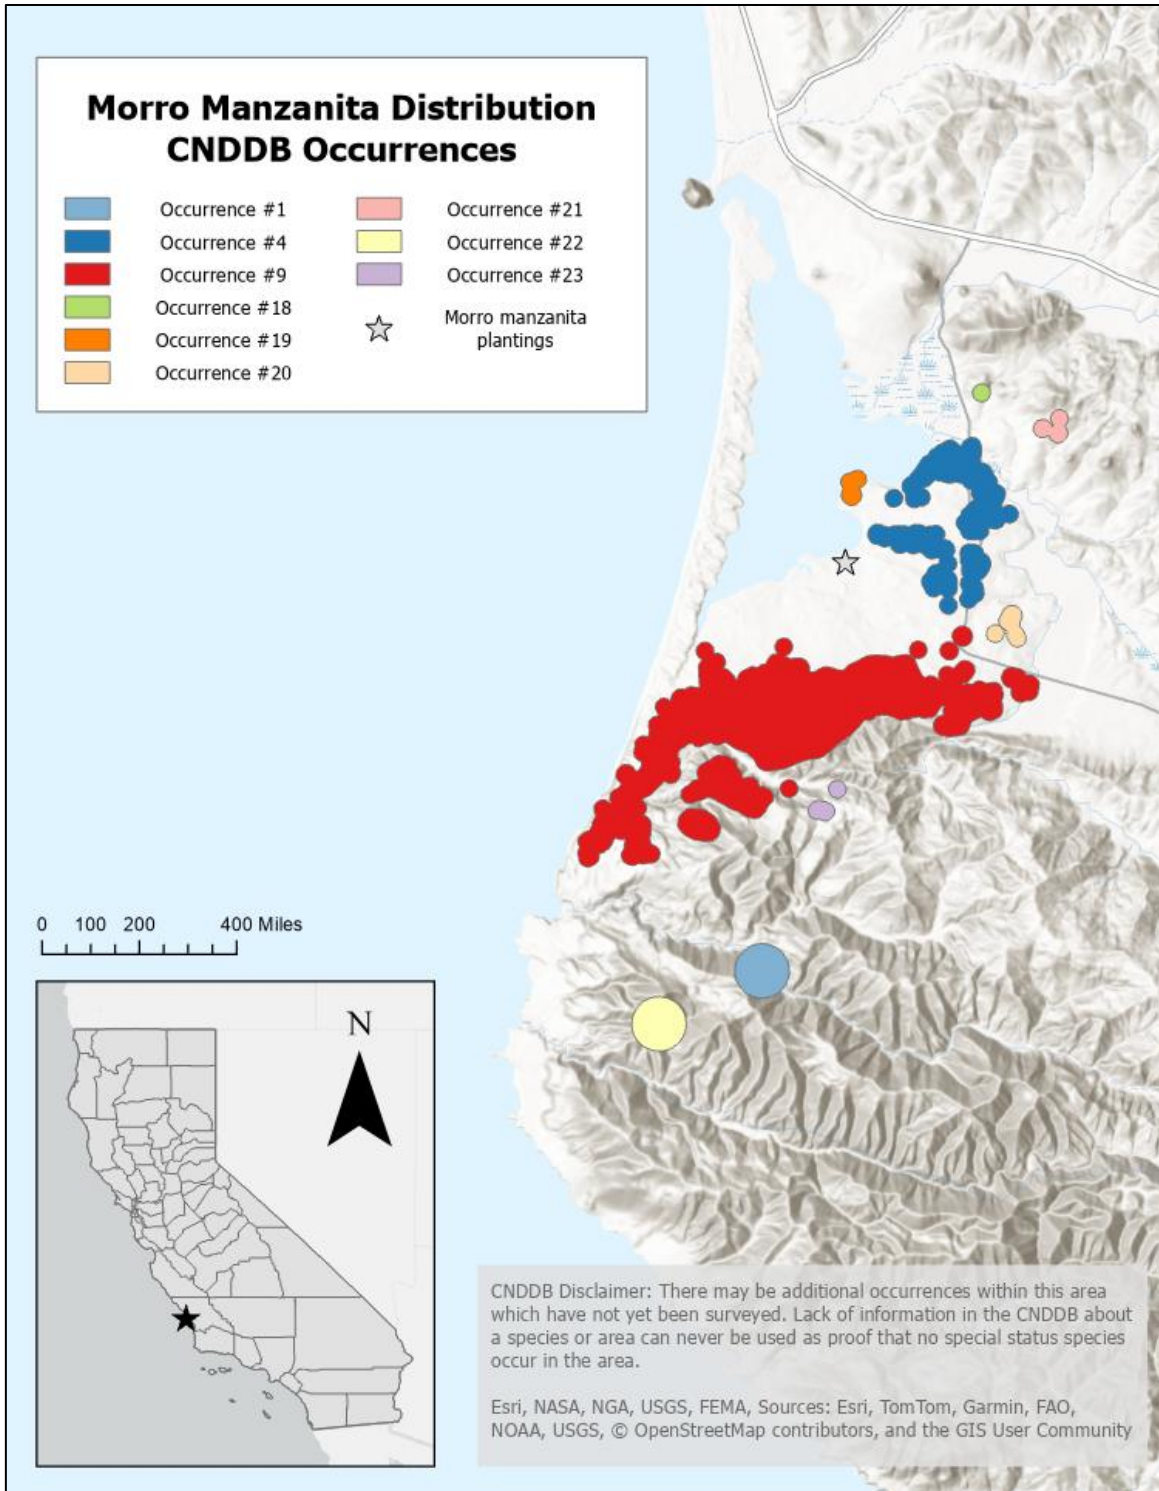 Morro Manzanita Distribution
CNDDB Occurrences
Occurrence #1
Occurrence #4
Occurrence #9
Occurrence #18
Occurrence #19
Occurrence #20
Occurrence #21
Occurrence #22
Occurrence #23
Morro manzanita
plantings
0 100 200 400 Miles
N
CNDDB Disclaimer: There may be additional occurrences within this area
which have not yet been surveyed. Lack of information in the CNDDB about
a species or area can never be used as proof that no special status species
occur in the area.
Esri, NASA, NGA, USGS, FEMA, Sources: Esri, TomTom, Garmin, FAO,
NOAA, USGS, © OpenStreetMap contributors, and the GIS User Community